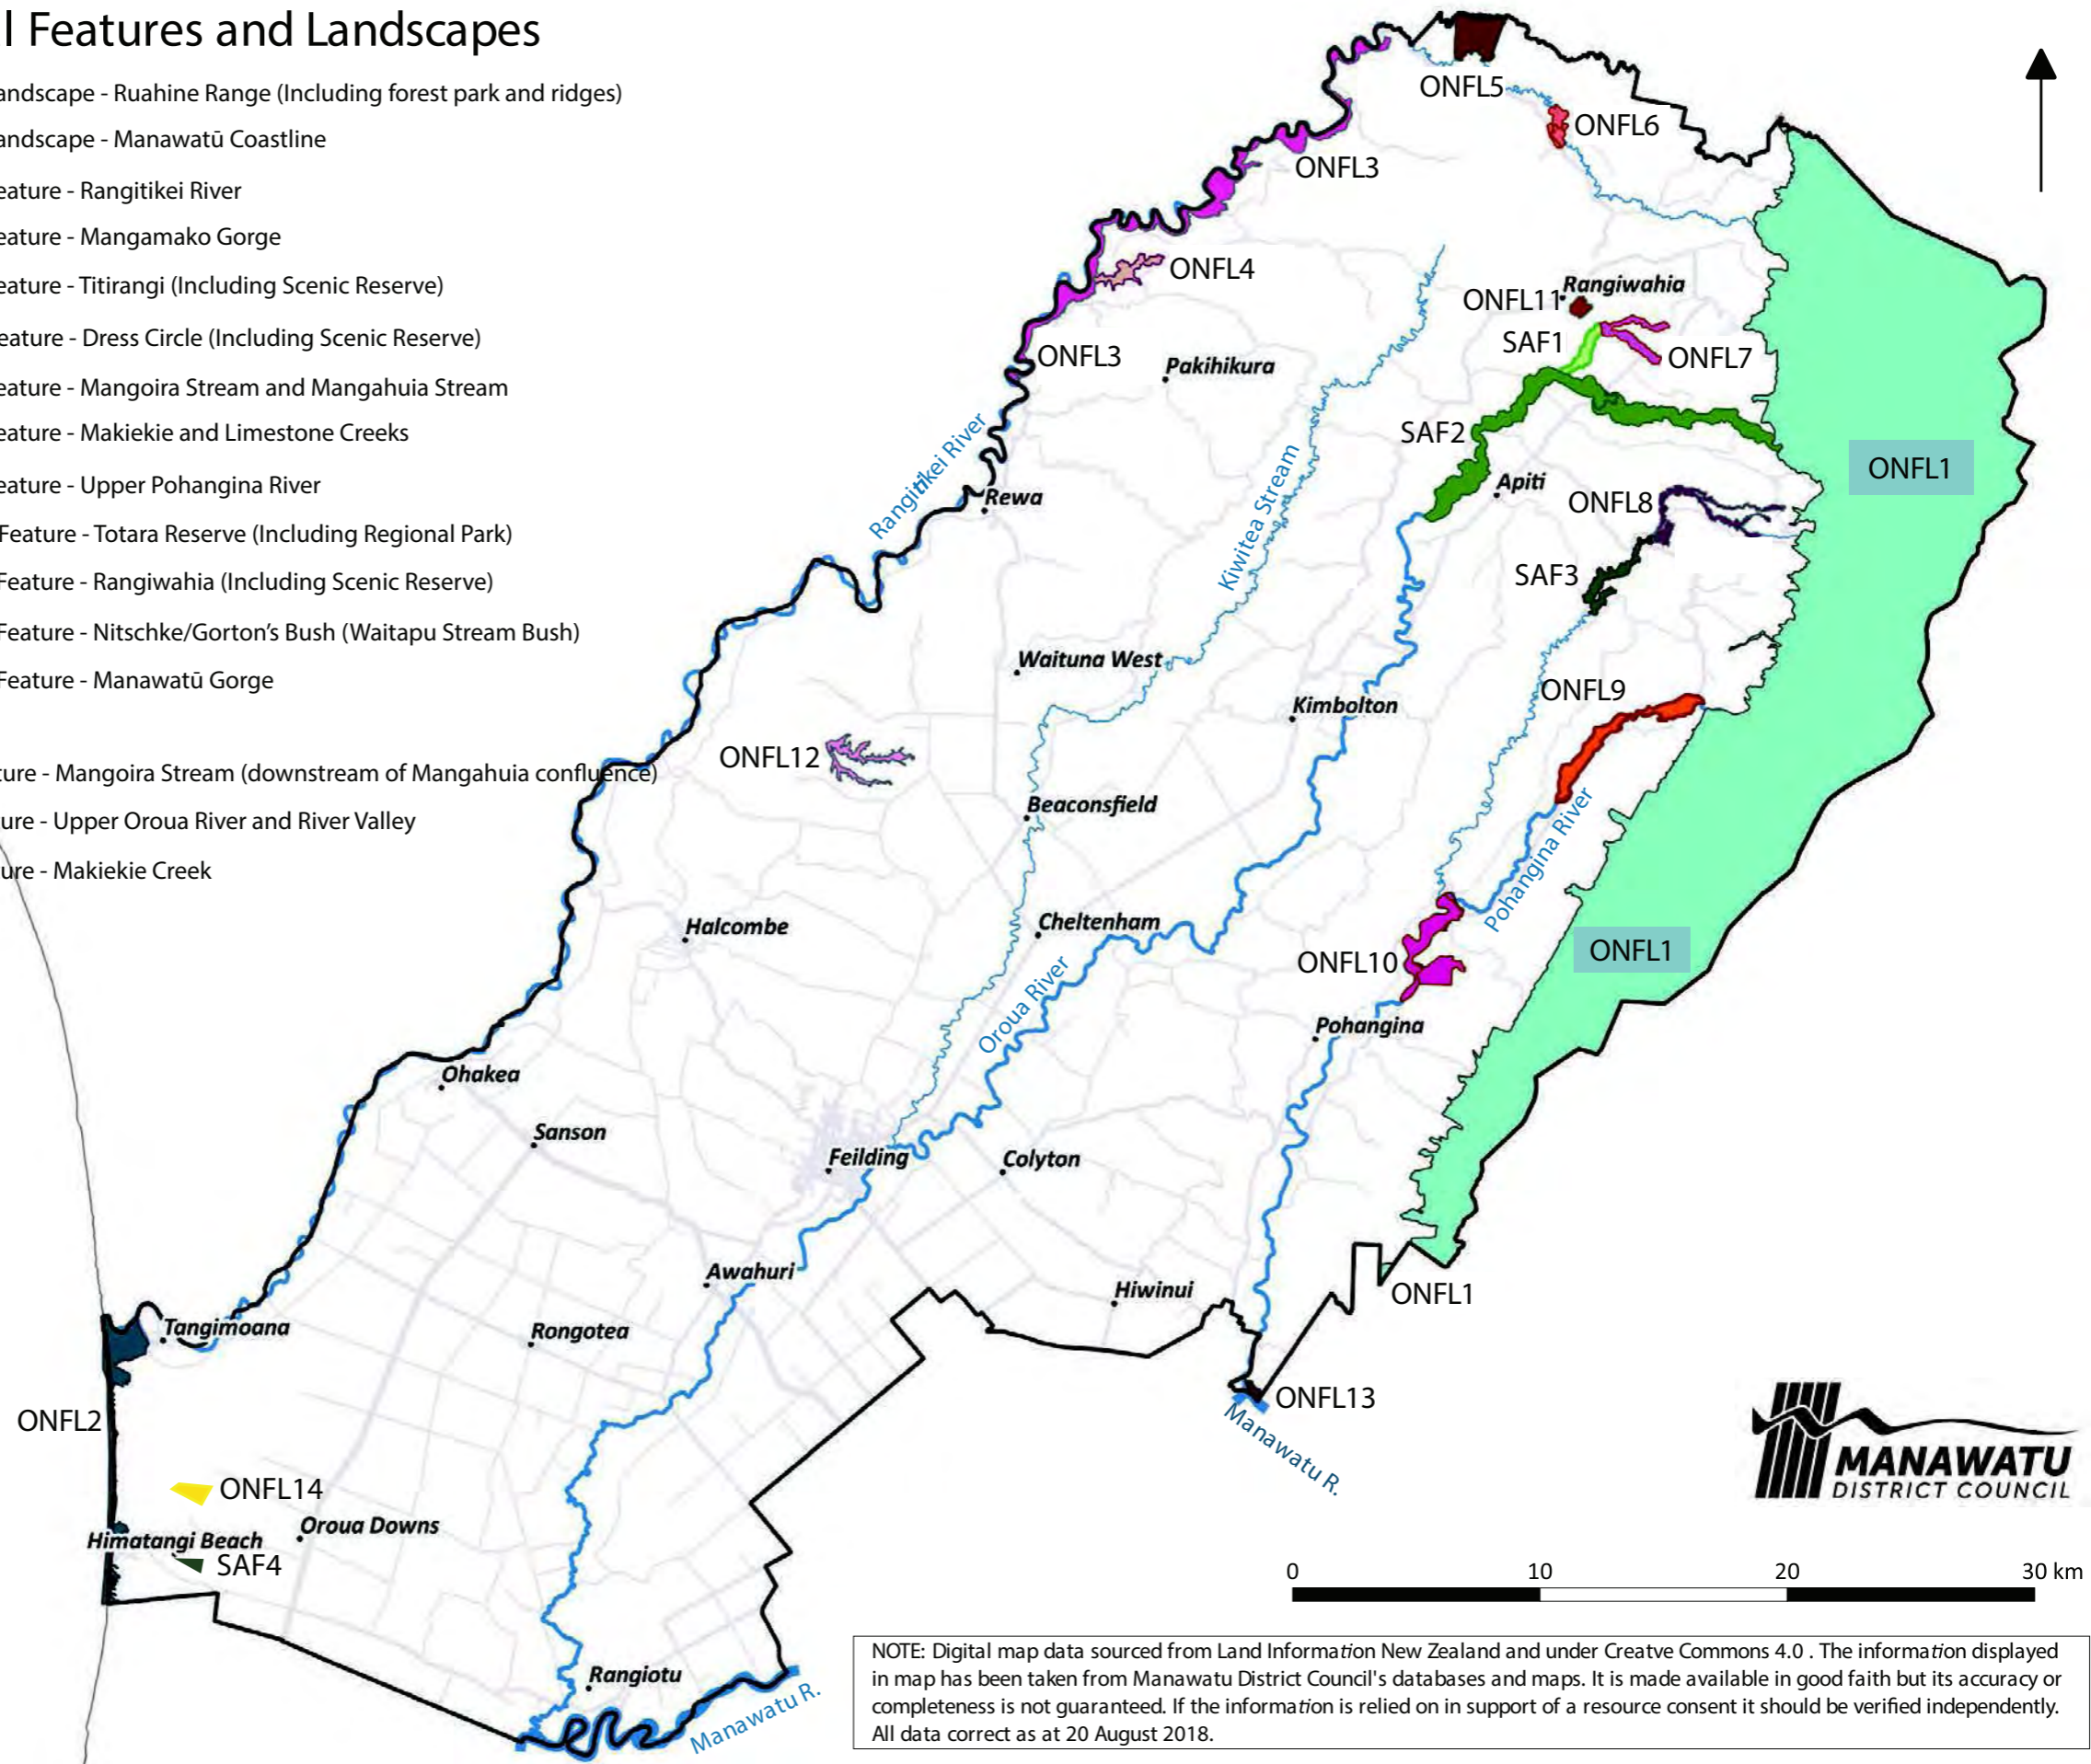 l Features and Landscapes
andscape - Ruahine Range (Including forest park and ridges)
andscape - Manawatū Coastline
eature - Rangitikei River
eature - Mangamako Gorge
eature - Titirangi (Including Scenic Reserve)
eature - Dress Circle (Including Scenic Reserve)
eature - Mangoira Stream and Mangahuia Stream
eature - Makiekie and Limestone Creeks
eature - Upper Pohangina River
Feature - Totara Reserve (Including Regional Park)
Feature - Rangiwahia (Including Scenic Reserve)
Feature - Nitschke/Gorton's Bush (Waitapu Stream Bush)
Feature - Manawatū Gorge
ture - Mangoira Stream (downstream of Mangahuia confluence)
ure - Upper Oroua River and River Valley
ure - Makiekie Creek
ONFL5
ONFL6
ONFL3
ONFL4
Rangiwahia
ONFL11
SAF1
ONFL7
ONFL3
Pakihikura
SAF2
ONFL1
Rangitikei River
Kiwitea Stream
Apiti
Rewa
ONFL8
SAF3
Waituna West
ONFL9
Kimbolton
ONFL12
Beaconsfield
Pohangina River
Halcombe
Cheltenham
ONFL10
ONFL1
Oroua River
Pohangina
Ohakea
Sanson
Feilding
Colyton
Awahuri
Hiwinui
ONFL1
Tangimoana
Rongotea
ONFL13
Manawatu R.
ONFL2
ONFL14
Oroua Downs
Himatangi Beach
SAF4
MANAWATU
DISTRICT COUNCIL
0 10 20 30 km
Rangiotu
Manawatu R.
NOTE: Digital map data sourced from Land Information New Zealand and under Creatve Commons 4.0 . The information displayed
in map has been taken from Manawatu District Council's databases and maps. It is made available in good faith but its accuracy or
completeness is not guaranteed. If the information is relied on in support of a resource consent it should be verified independently.
All data correct as at 20 August 2018.